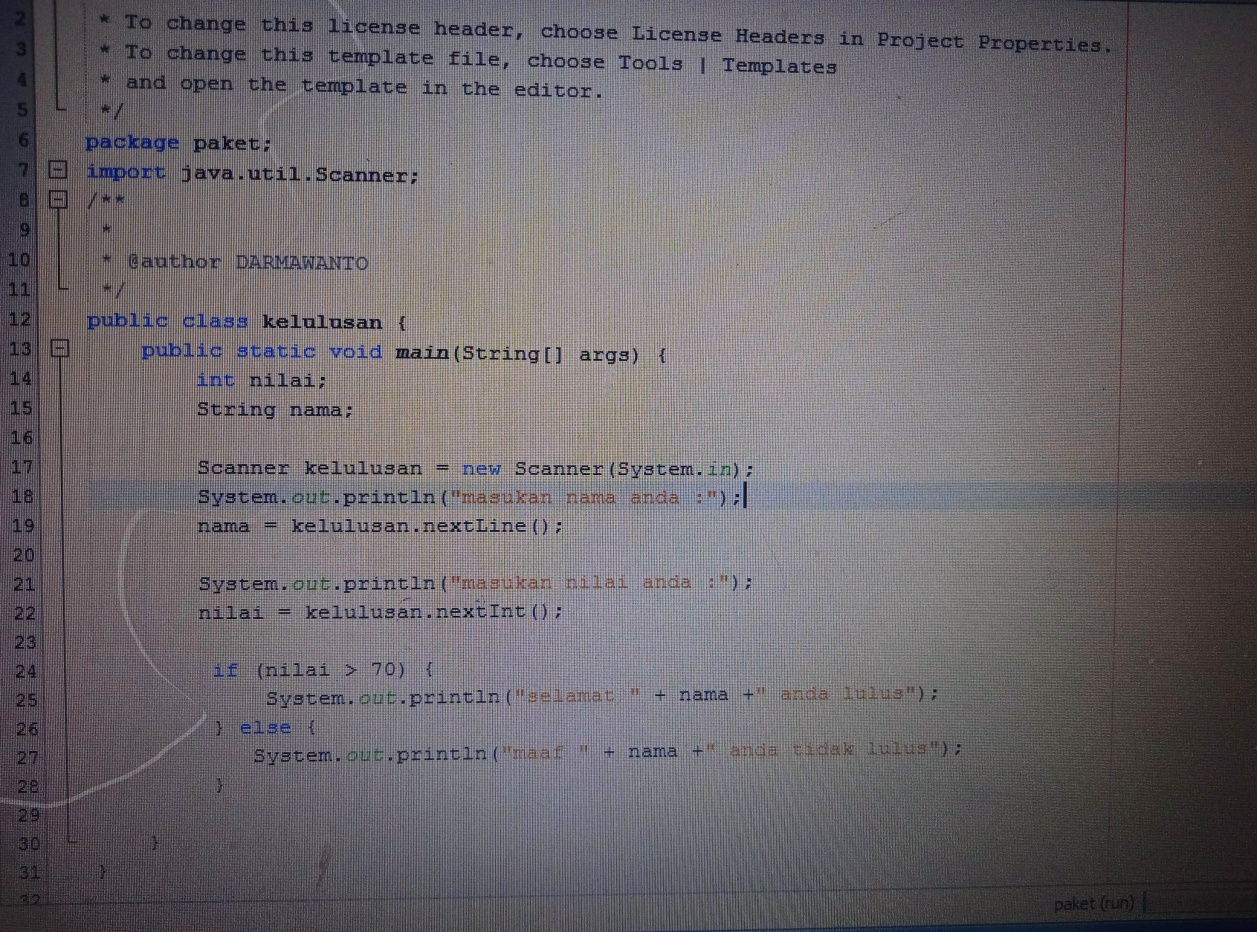 2 * To change this license header, choose License Headers in Project Properties.
3 * To change this template file, choose Tools | Templates
4 * and open the template in the editor.
5 */
6 package paket;
7 import java.util.Scanner;
8 /**
9 *
10 * @author DARMAWANTO
11 */
12 public class kelulusan {
13 public static void main(String[] args) {
14 int nilai;
15 String nama;
16
17 Scanner kelulusan = new Scanner(System.in);
18 System.out.println("masukan nama anda :");
19 nama = kelulusan.nextLine();
20
21 System.out.println("masukan nilai anda :");
22 nilai = kelulusan.nextInt();
23
24 if (nilai > 70) {
25 System.out.println("selamat " + nama +" anda lulus");
26 } else {
27 System.out.println("maaf " + nama +" anda tidak lulus");
28 }
29
30 }
31 }
32
paket (run)